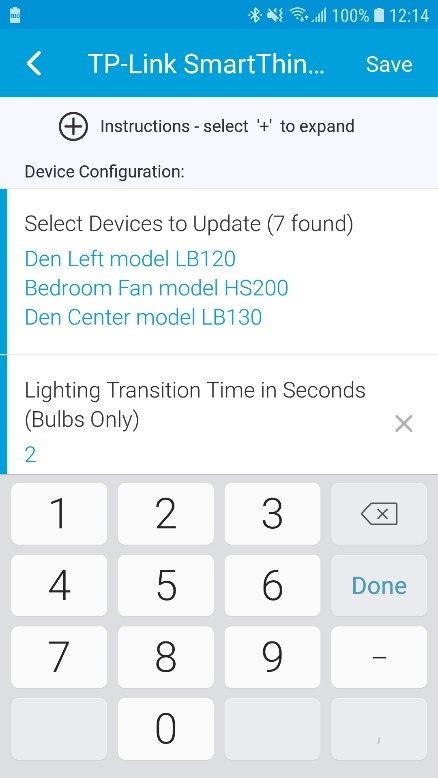 100% 12:14
TP-Link SmartThin... Save
Instructions - select '+' to expand
Device Configuration:
Select Devices to Update (7 found)
Den Left model LB120
Bedroom Fan model HS200
Den Center model LB130
Lighting Transition Time in Seconds
(Bulbs Only)
2
1 2 3
4 5 6 Done
7 8 9 –
0 ,